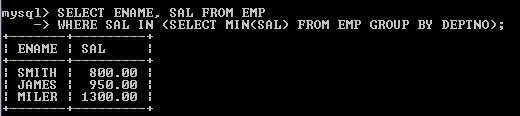 mysql> SELECT ENAME, SAL FROM EMP
    -> WHERE SAL IN (SELECT MIN(SAL) FROM EMP GROUP BY DEPTNO);
+-------+---------+
| ENAME | SAL     |
+-------+---------+
| SMITH |  800.00 |
| JAMES |  950.00 |
| MILER | 1300.00 |
+-------+---------+